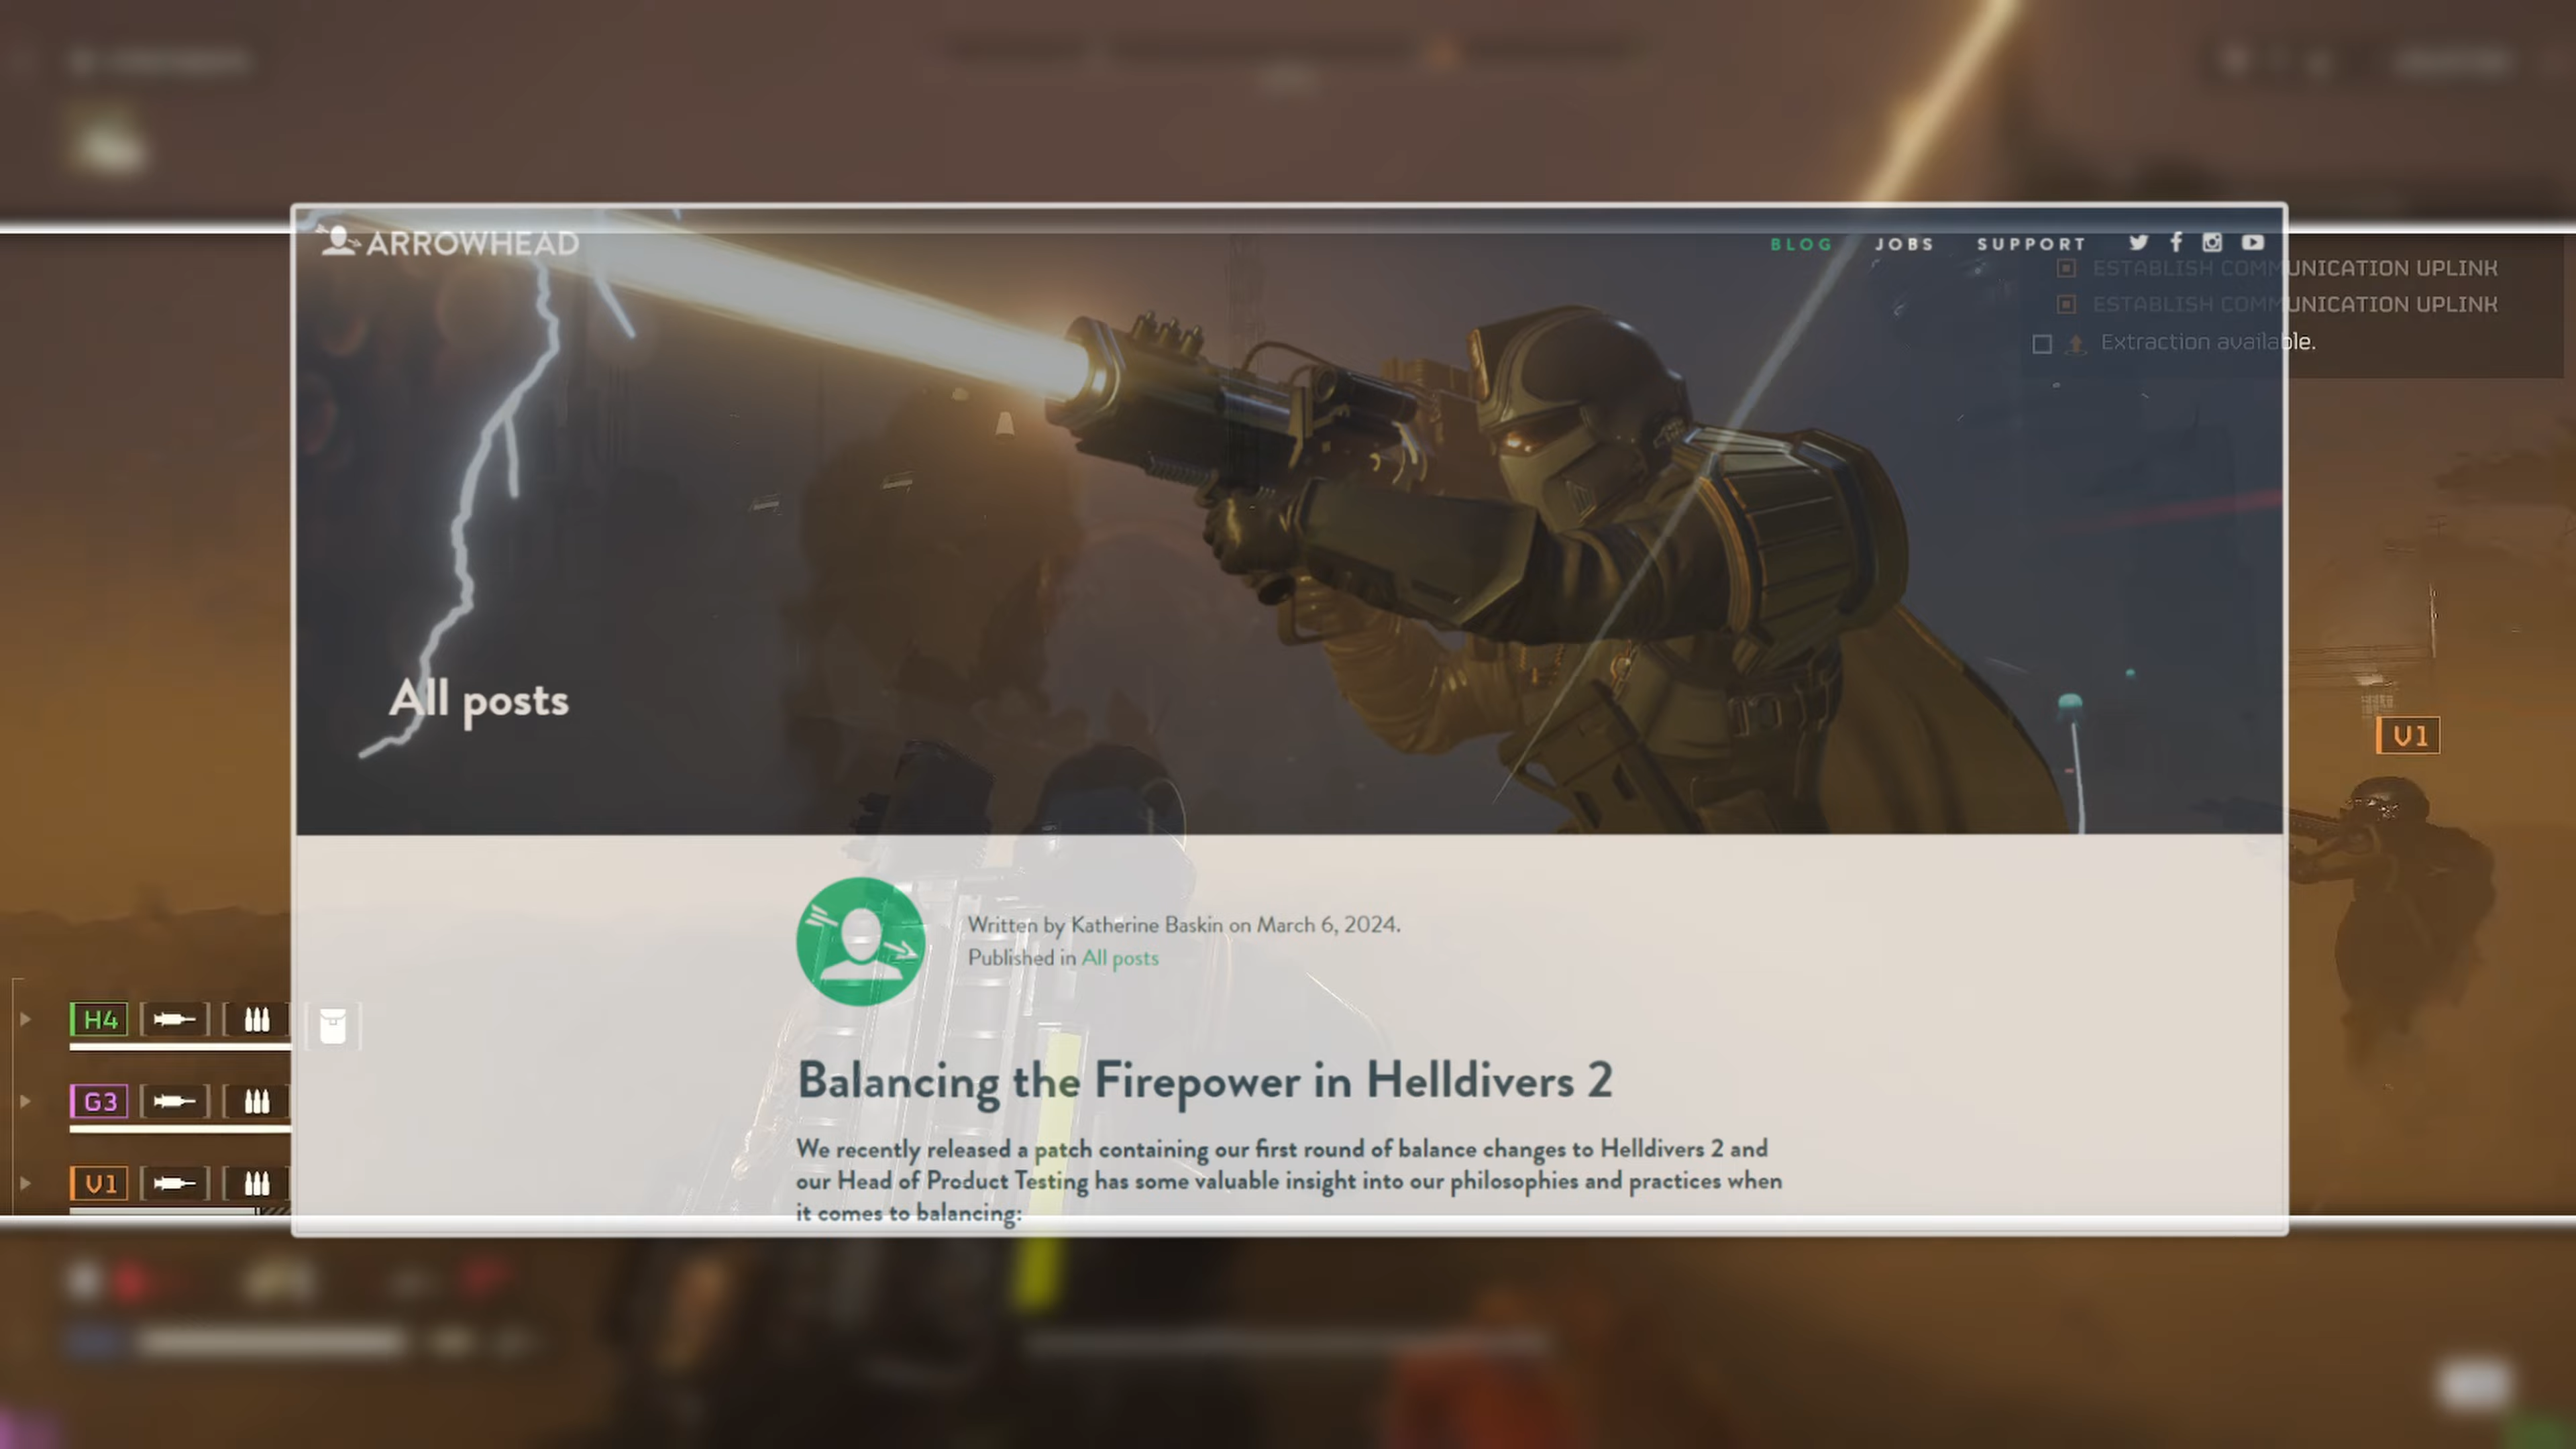 ARROWHEAD
BLOG JOBS SUPPORT
ESTABLISH COMMUNICATION UPLINK
ESTABLISH COMMUNICATION UPLINK
Extraction available.
All posts
V1
Written by Katherine Baskin on March 6, 2024.
Published in All posts
H4
G3
V1
Balancing the Firepower in Helldivers 2
We recently released a patch containing our first round of balance changes to Helldivers 2 and
our Head of Product Testing has some valuable insight into our philosophies and practices when
it comes to balancing: